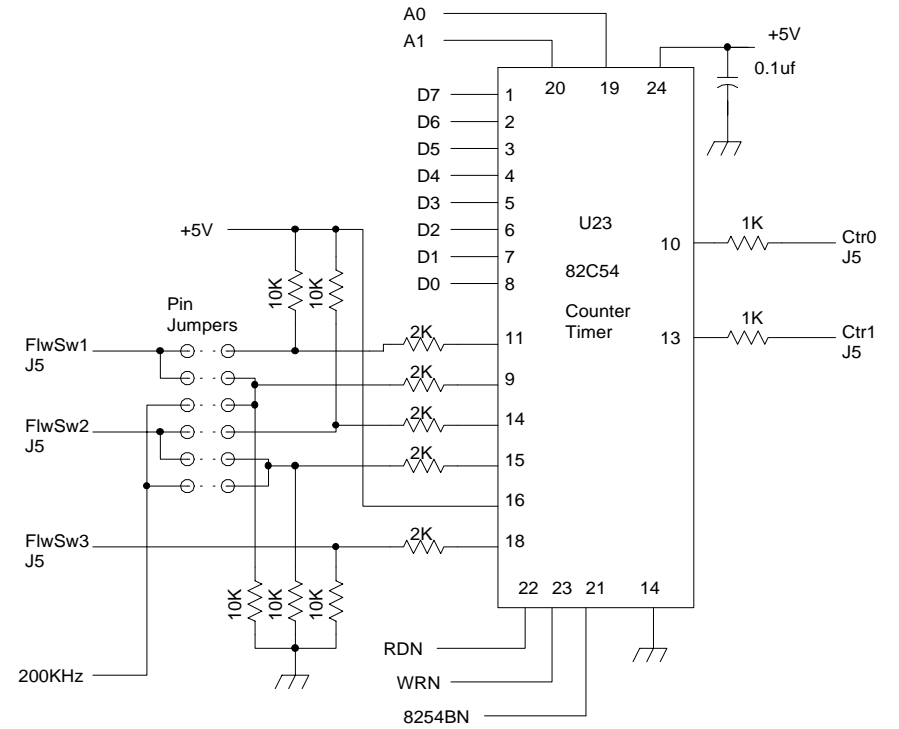 A0
A1
+5V
0.1uf
20 19 24
D7 1
D6 2
D5 3
D4 4
D3 5
D2 6
D1 7
D0 8
U23
82C54
Counter
Timer
10
1K
Ctr0
J5
13
1K
Ctr1
J5
+5V
10K
10K
Pin
Jumpers
FlwSw1
J5
2K
11
2K
9
FlwSw2
J5
2K
14
2K
15
16
FlwSw3
J5
2K
18
10K
10K
10K
22 23 21 14
200KHz
RDN
WRN
8254BN